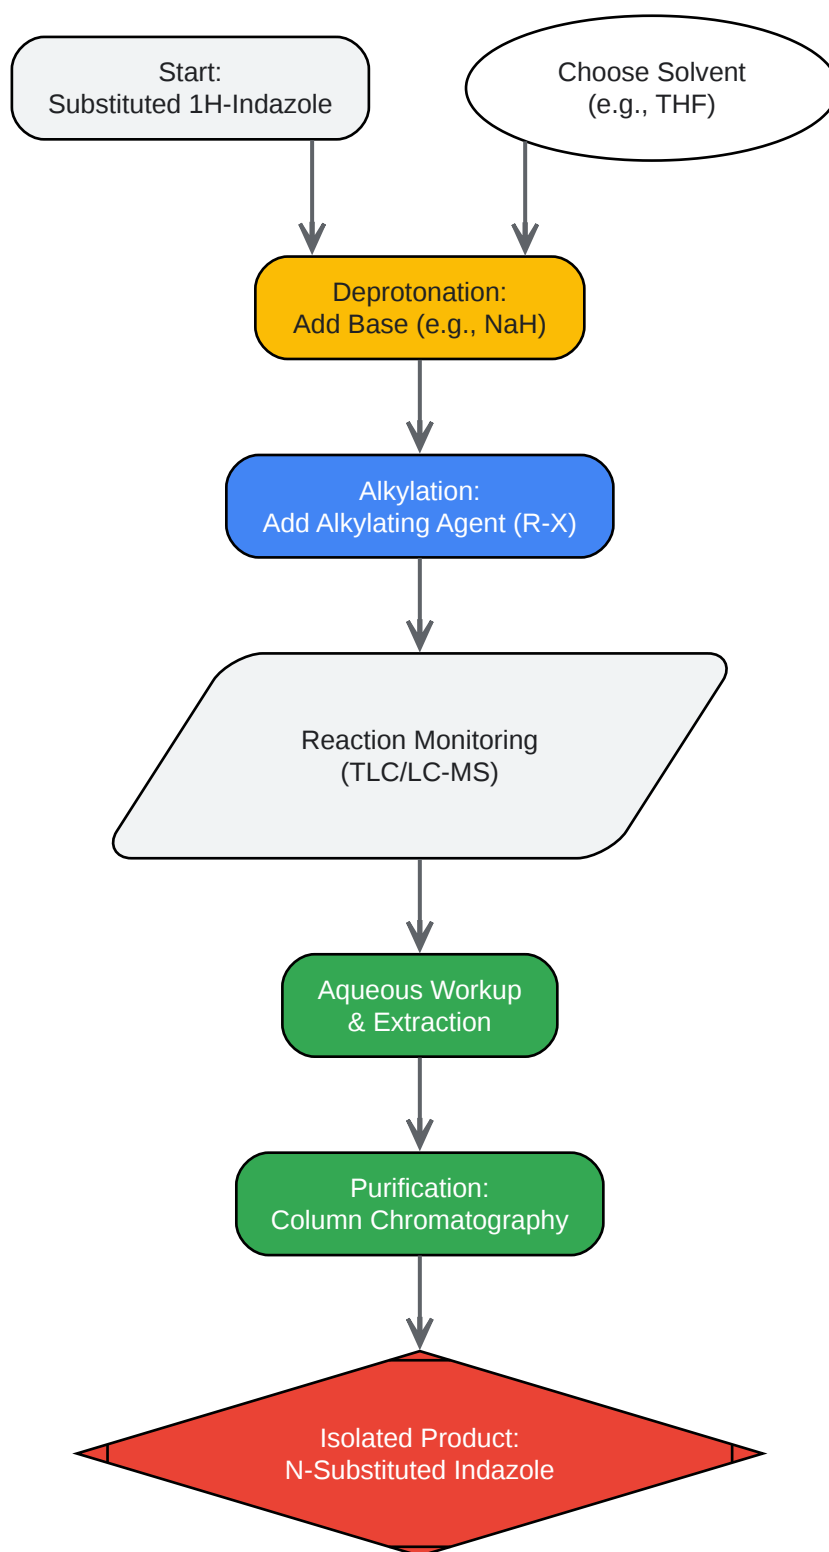 Start:
Substituted 1H-Indazole
Choose Solvent
(e.g., THF)
Deprotonation:
Add Base (e.g., NaH)
Alkylation:
Add Alkylating Agent (R-X)
Reaction Monitoring
(TLC/LC-MS)
Aqueous Workup
& Extraction
Purification:
Column Chromatography
Isolated Product:
N-Substituted Indazole